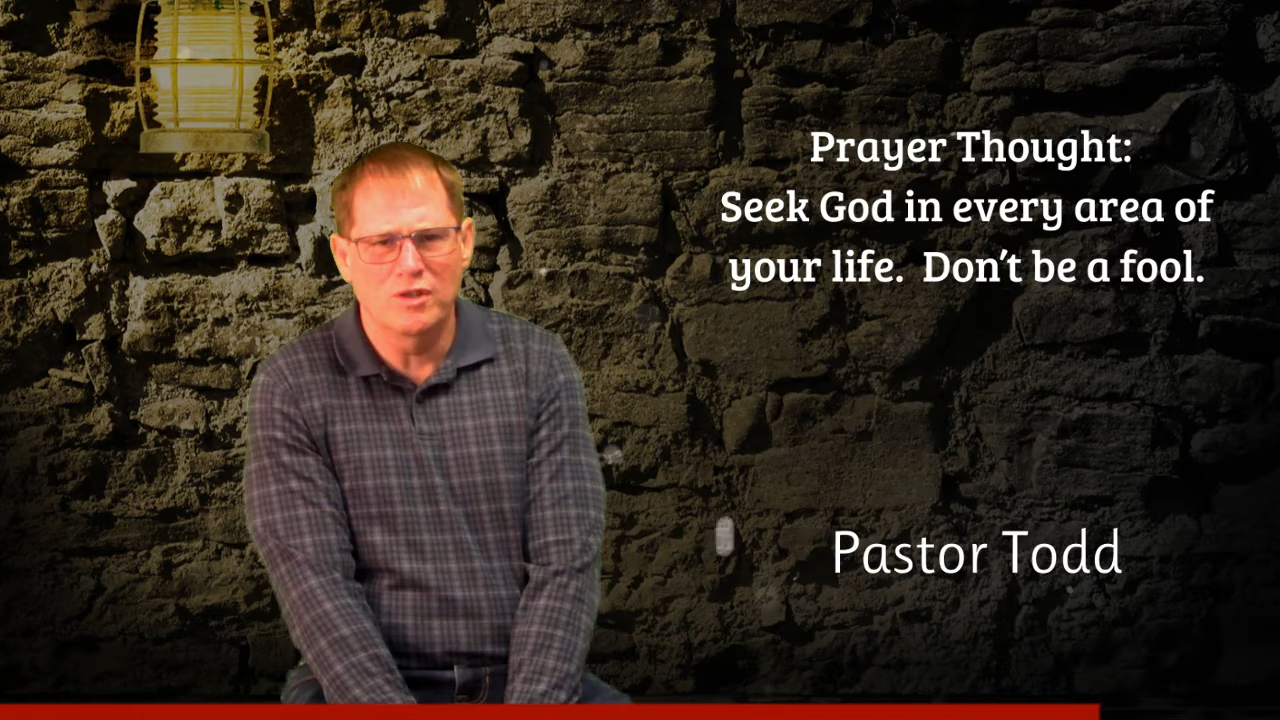 Prayer Thought:
Seek God in every area of
your life.  Don't be a fool.
Pastor Todd